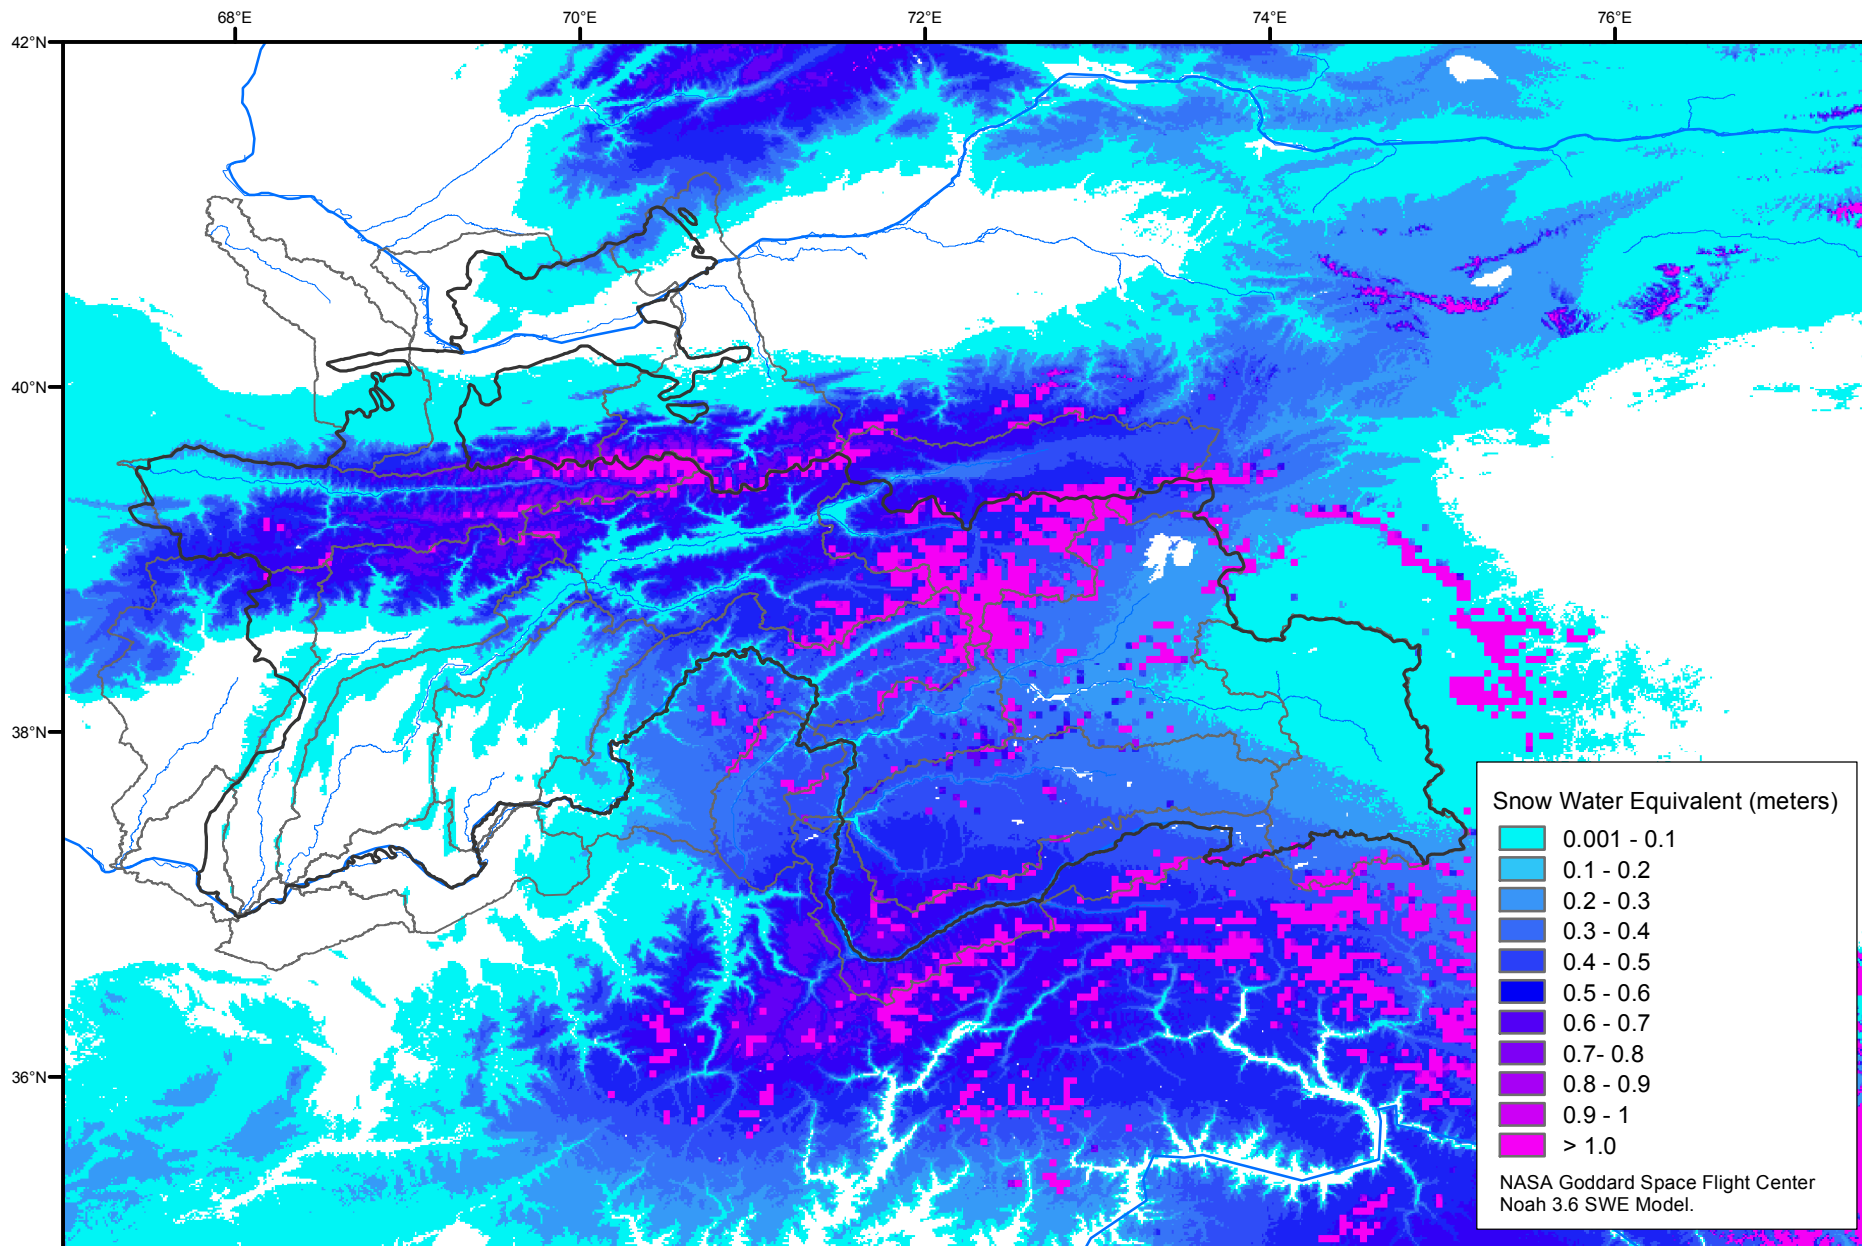 68°E 70°E 72°E 74°E 76°E
42°N
40°N
38°N
36°N
Snow Water Equivalent (meters)
0.001 - 0.1
0.1 - 0.2
0.2 - 0.3
0.3 - 0.4
0.4 - 0.5
0.5 - 0.6
0.6 - 0.7
0.7- 0.8
0.8 - 0.9
0.9 - 1
> 1.0
NASA Goddard Space Flight Center
Noah 3.6 SWE Model.